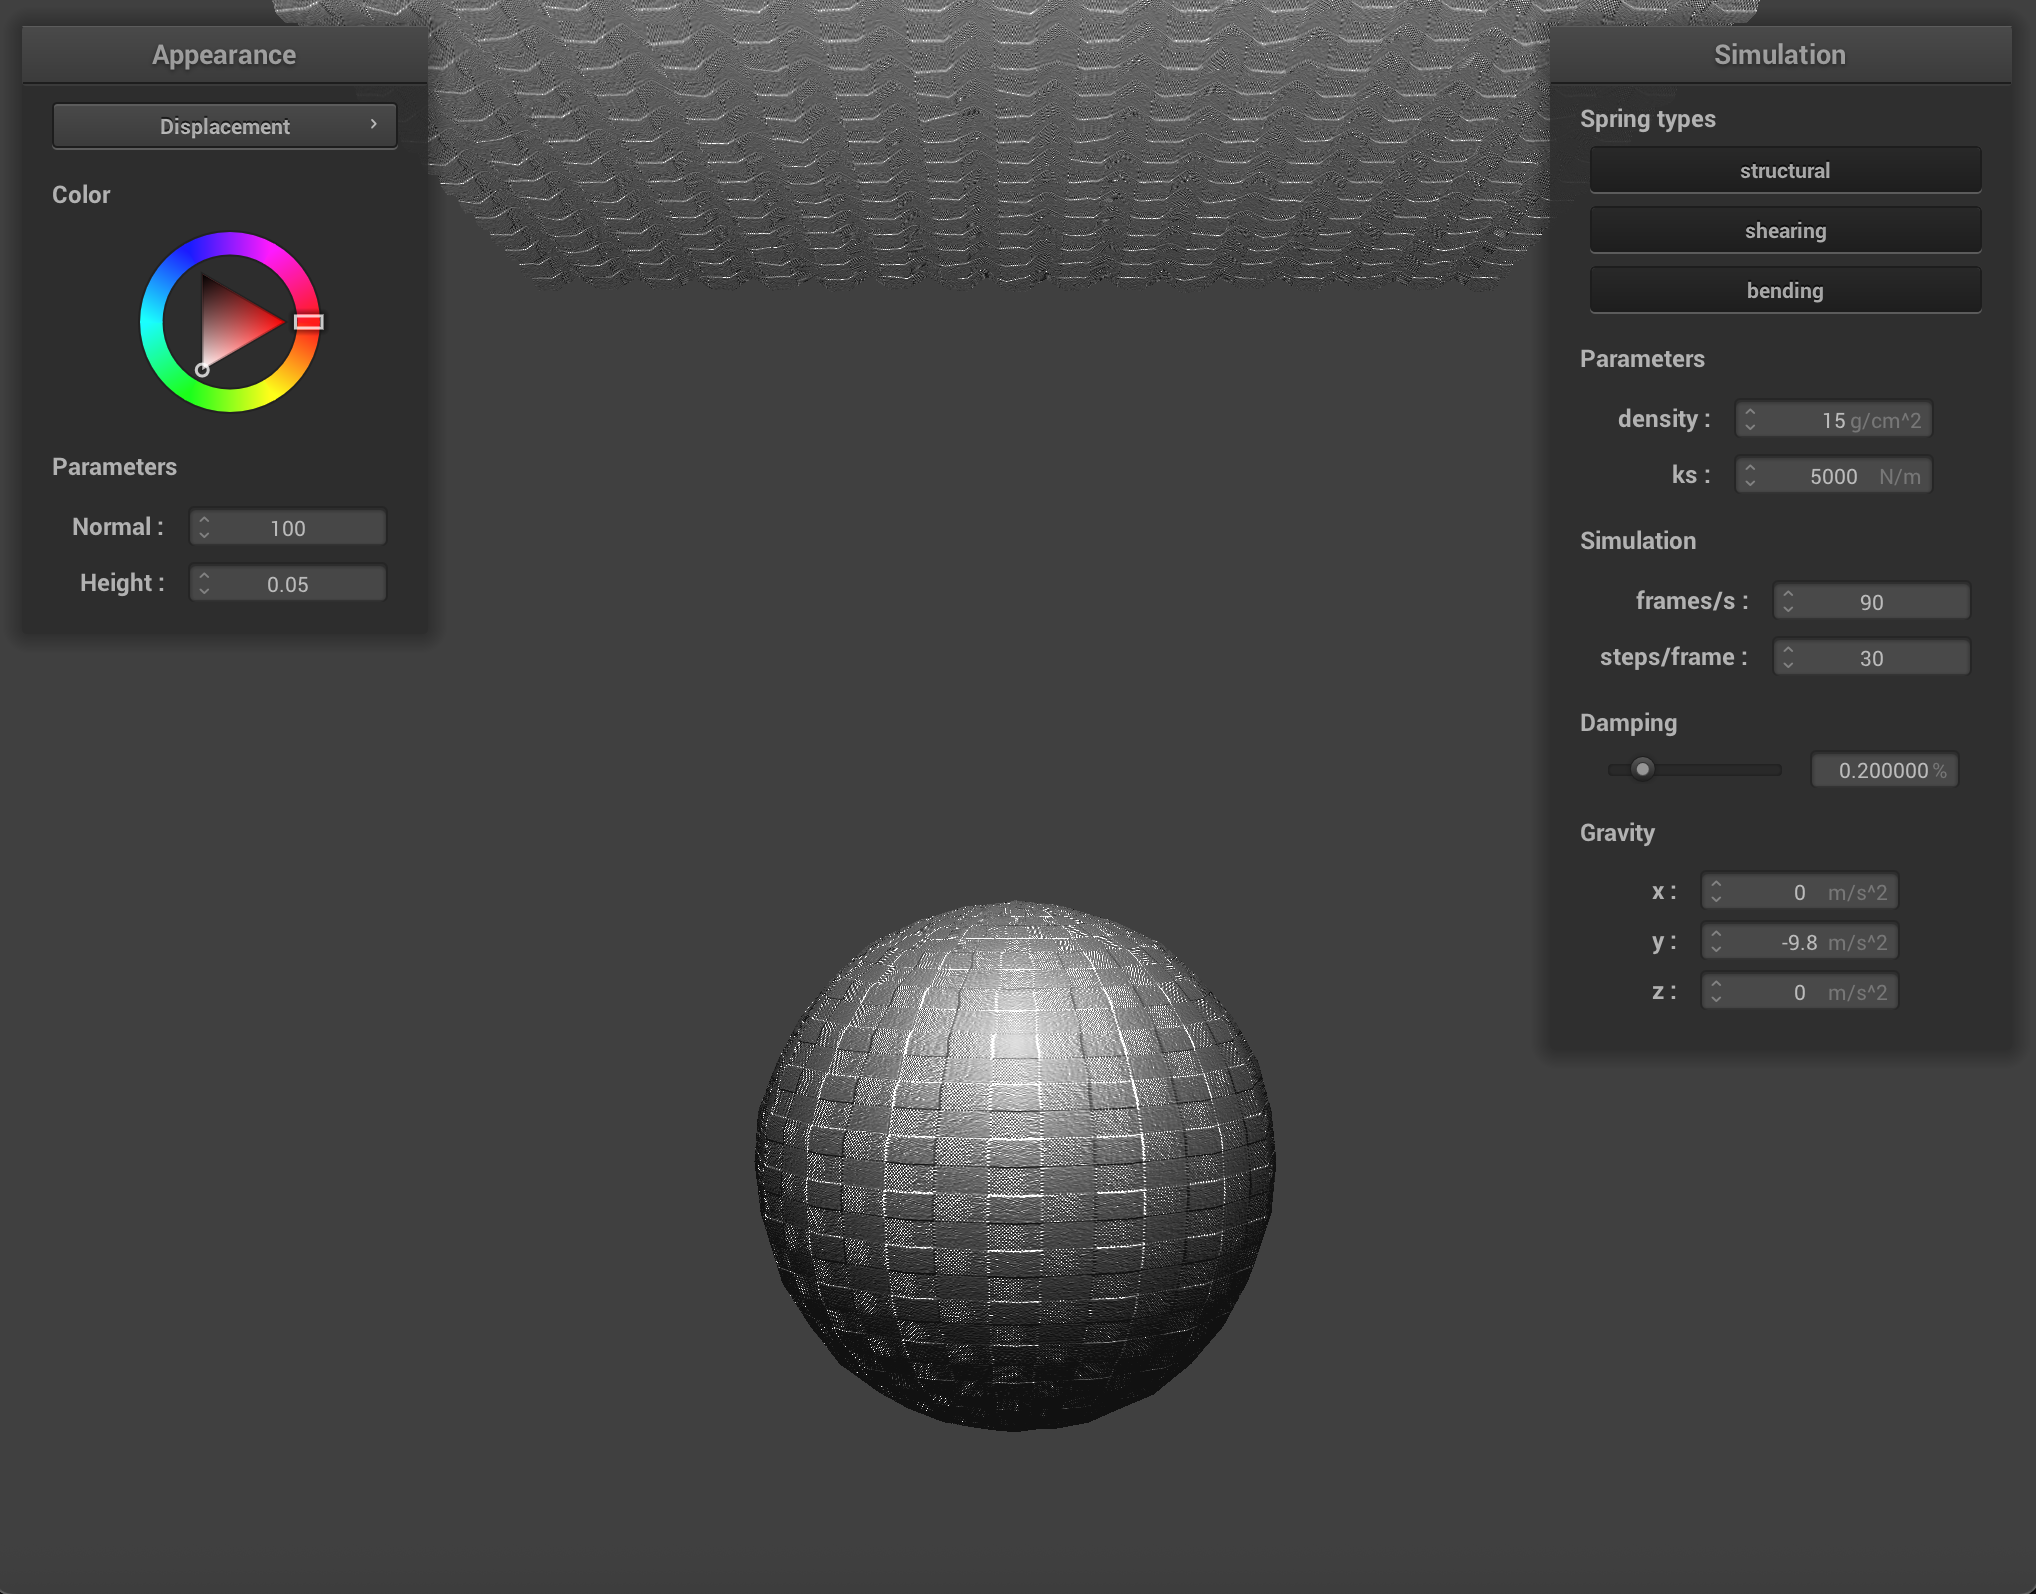 Appearance
Displacement
Color
Parameters
Normal : 100
Height : 0.05
Simulation
Spring types
structural
shearing
bending
Parameters
density : 15 g/cm^2
ks : 5000 N/m
Simulation
frames/s : 90
steps/frame : 30
Damping
0.200000 %
Gravity
x : 0 m/s^2
y : -9.8 m/s^2
z : 0 m/s^2